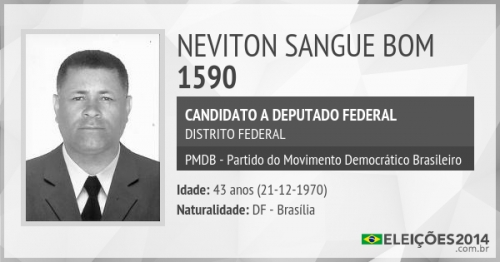 NEVITON SANGUE BOM
1590
CANDIDATO A DEPUTADO FEDERAL
DISTRITO FEDERAL
PMDB - Partido do Movimento Democrático Brasileiro
Idade: 43 anos (21-12-1970)
Naturalidade: DF - Brasília
ELEIÇÕES2014
.com.br